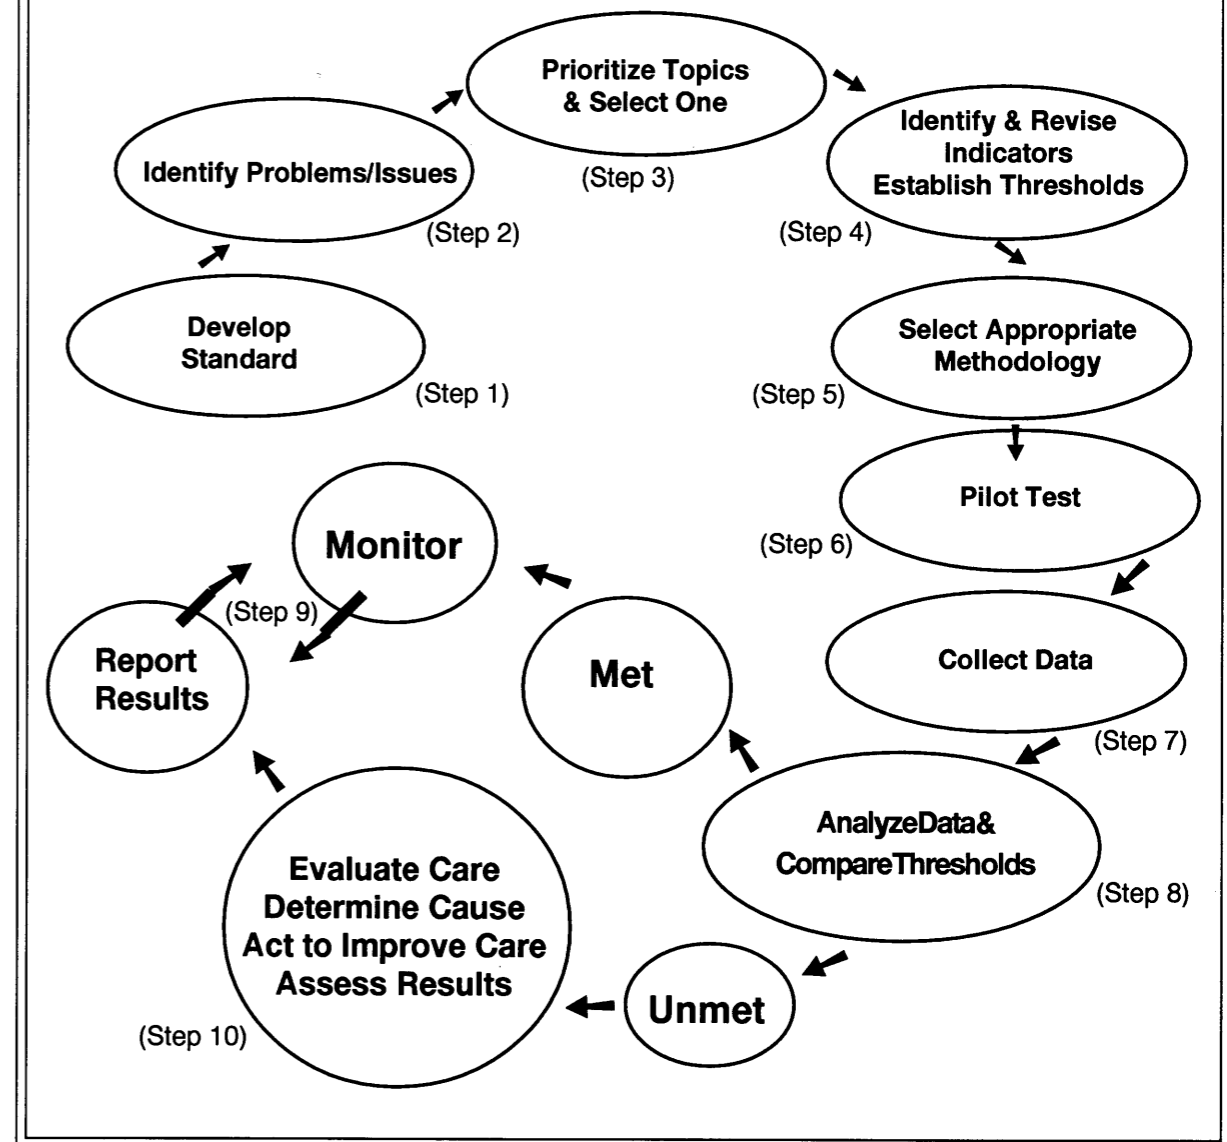 Develop
Standard
(Step 1)
Identify Problems/Issues
(Step 2)
Prioritize Topics
& Select One
(Step 3)
Identify & Revise
Indicators
Establish Thresholds
(Step 4)
Select Appropriate
Methodology
(Step 5)
Pilot Test
(Step 6)
Collect Data
(Step 7)
AnalyzeData&
CompareThresholds
(Step 8)
Met
Monitor
(Step 9)
Report
Results
Unmet
Evaluate Care
Determine Cause
Act to Improve Care
Assess Results
(Step 10)